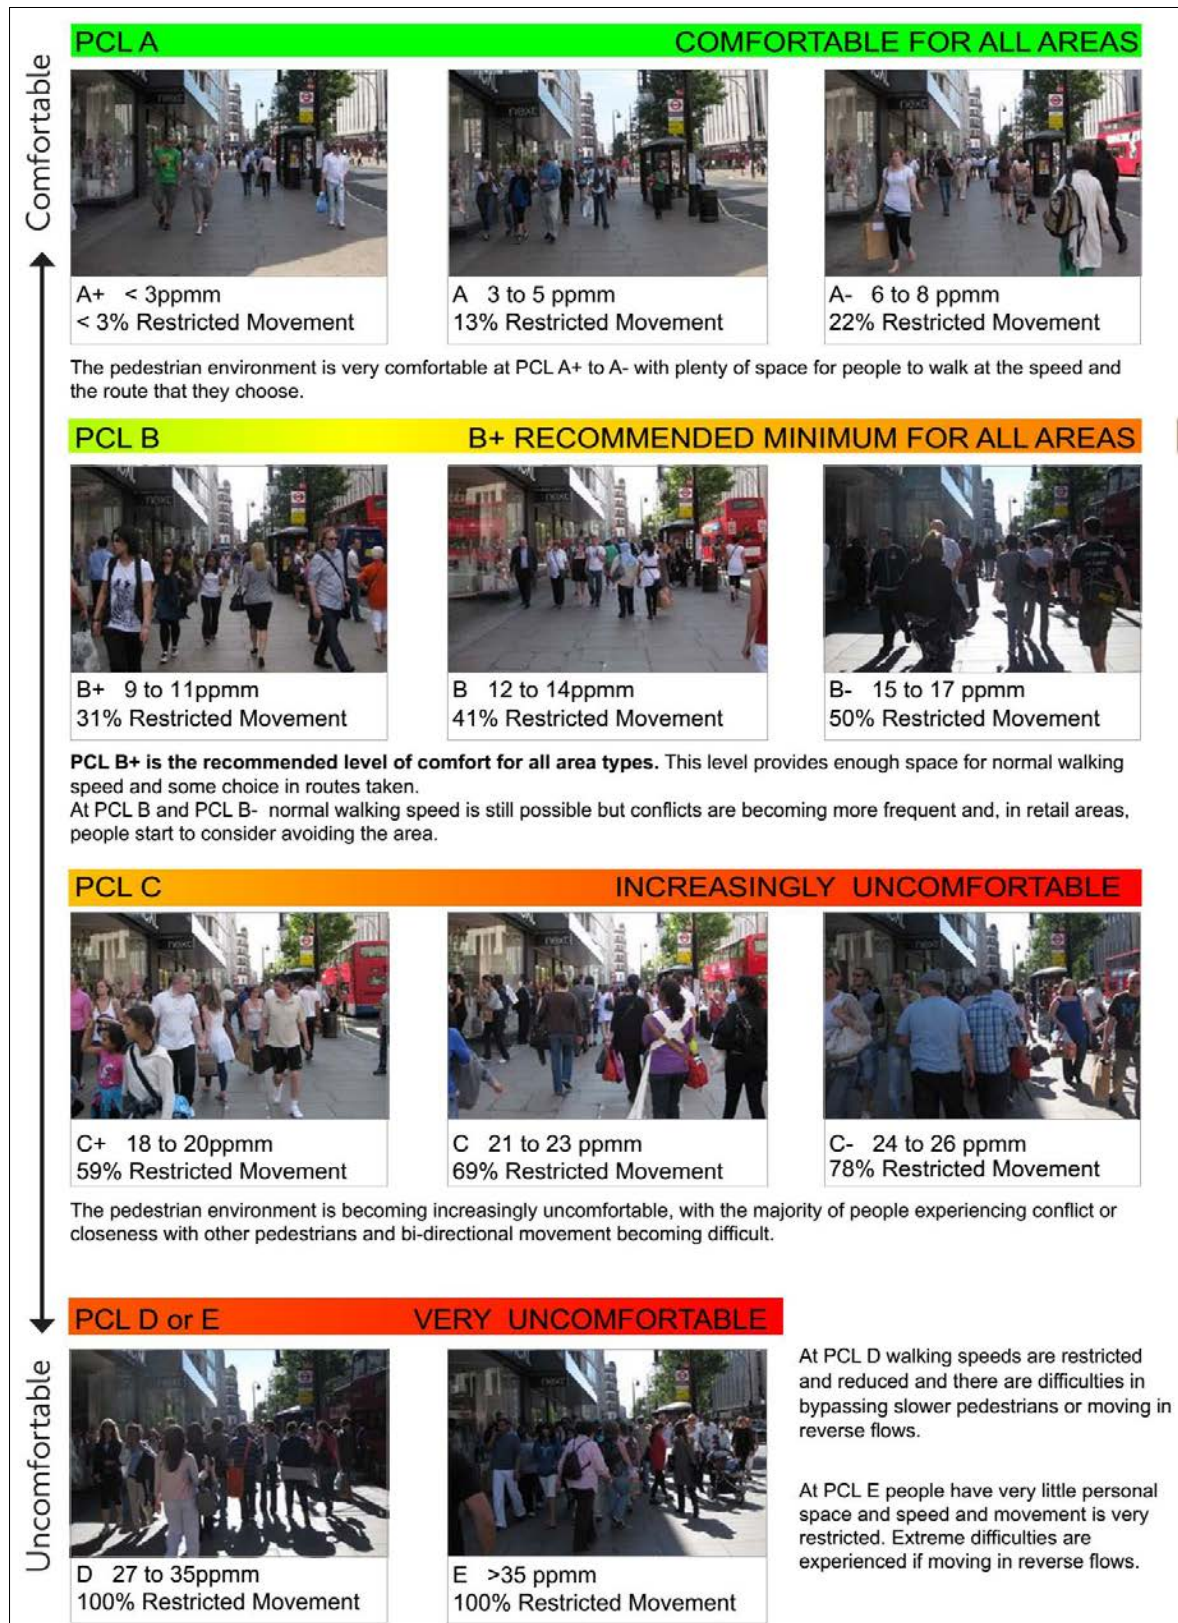 Comfortable
Uncomfortable
PCL A COMFORTABLE FOR ALL AREAS
next
next
next
A+ < 3ppmm
< 3% Restricted Movement
A 3 to 5 ppmm
13% Restricted Movement
A- 6 to 8 ppmm
22% Restricted Movement
The pedestrian environment is very comfortable at PCL A+ to A- with plenty of space for people to walk at the speed and
the route that they choose.
PCL B B+ RECOMMENDED MINIMUM FOR ALL AREAS
next
next
next
B+ 9 to 11ppmm
31% Restricted Movement
B 12 to 14ppmm
41% Restricted Movement
B- 15 to 17 ppmm
50% Restricted Movement
PCL B+ is the recommended level of comfort for all area types. This level provides enough space for normal walking
speed and some choice in routes taken.
At PCL B and PCL B- normal walking speed is still possible but conflicts are becoming more frequent and, in retail areas,
people start to consider avoiding the area.
PCL C INCREASINGLY UNCOMFORTABLE
next
next
next
C+ 18 to 20ppmm
59% Restricted Movement
C 21 to 23 ppmm
69% Restricted Movement
C- 24 to 26 ppmm
78% Restricted Movement
The pedestrian environment is becoming increasingly uncomfortable, with the majority of people experiencing conflict or
closeness with other pedestrians and bi-directional movement becoming difficult.
PCL D or E VERY UNCOMFORTABLE
D 27 to 35ppmm
100% Restricted Movement
next
E >35 ppmm
100% Restricted Movement
At PCL D walking speeds are restricted
and reduced and there are difficulties in
bypassing slower pedestrians or moving in
reverse flows.
At PCL E people have very little personal
space and speed and movement is very
restricted. Extreme difficulties are
experienced if moving in reverse flows.